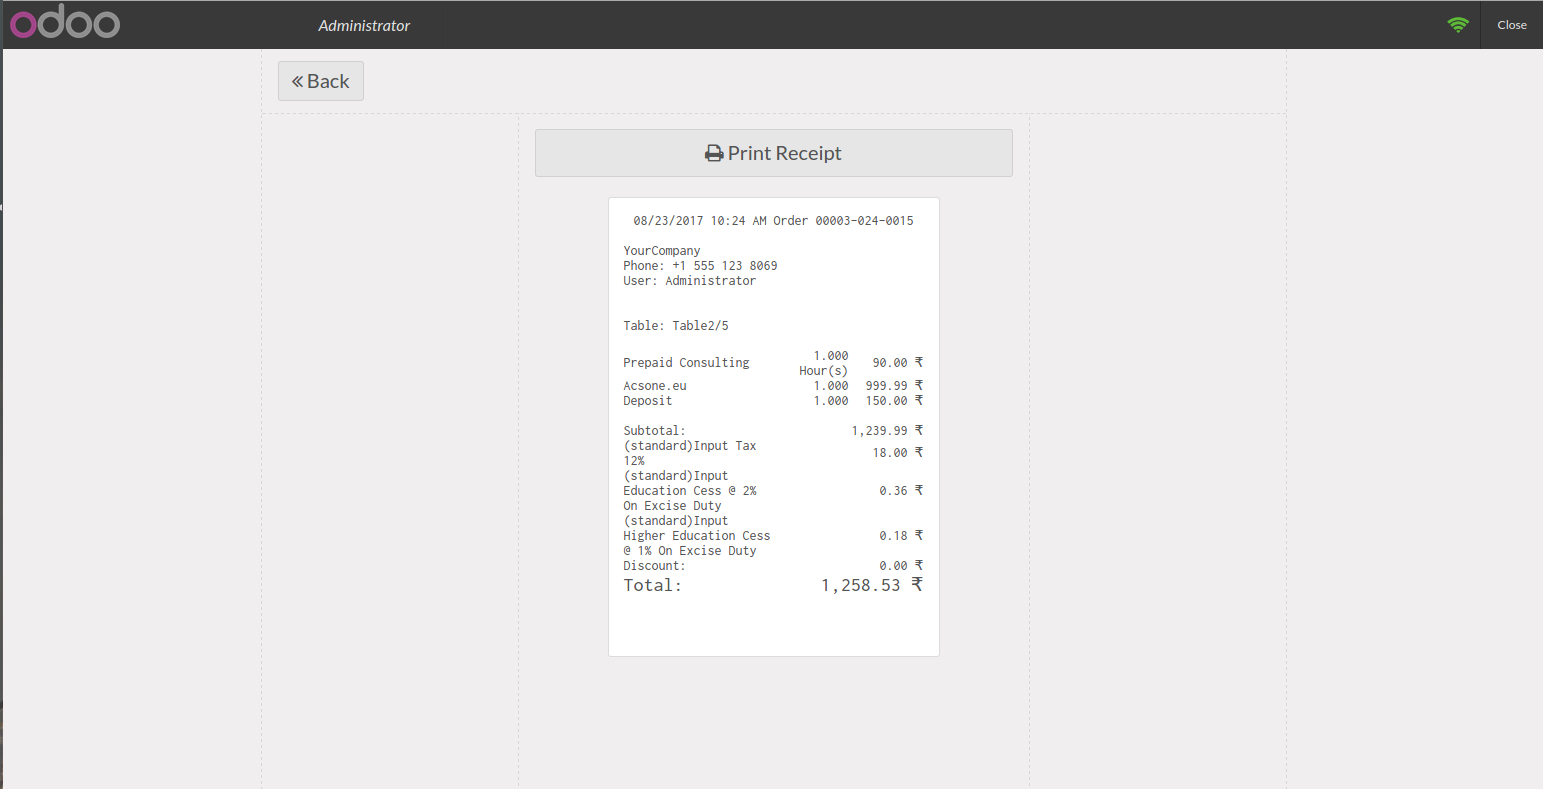 odoo
Administrator
Close
« Back
Print Receipt
08/23/2017 10:24 AM Order 00003-024-0015
YourCompany
Phone: +1 555 123 8069
User: Administrator
Table: Table2/5
Prepaid Consulting 1.000 Hour(s) 90.00 ₹
Acsone.eu 1.000 999.99 ₹
Deposit 1.000 150.00 ₹
Subtotal: 1,239.99 ₹
(standard)Input Tax
12% 18.00 ₹
(standard)Input
Education Cess @ 2% 0.36 ₹
On Excise Duty
(standard)Input
Higher Education Cess 0.18 ₹
@ 1% On Excise Duty
Discount: 0.00 ₹
Total: 1,258.53 ₹